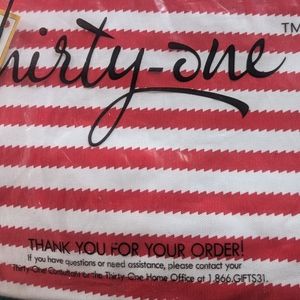 thirty-one TM
THANK YOU FOR YOUR ORDER!
If you have questions or need assistance, please contact your
Thirty-One Consultant or the Thirty-One Home Office at 1.866.GIFTS31.